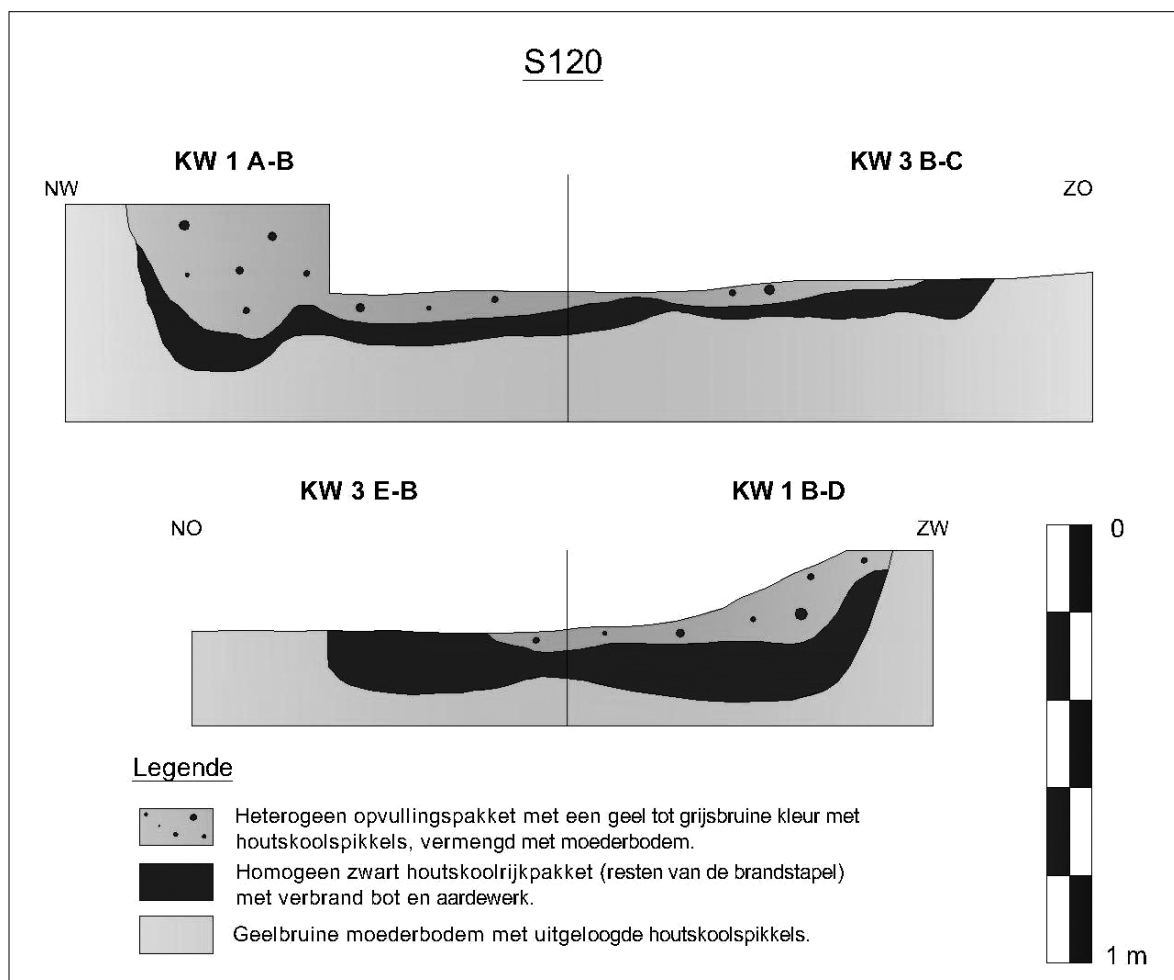 S120
KW 1 A-B
KW 3 B-C
NW
ZO
KW 3 E-B
KW 1 B-D
NO
ZW
0
1 m
Legende
Heterogeen opvullingspakket met een geel tot grijsbruine kleur met
houtskoolspikkels, vermengd met moederbodem.
Homogeen zwart houtskoolrijkpakket (resten van de brandstapel)
met verbrand bot en aardewerk.
Geelbruine moederbodem met uitgeloogde houtskoolspikkels.